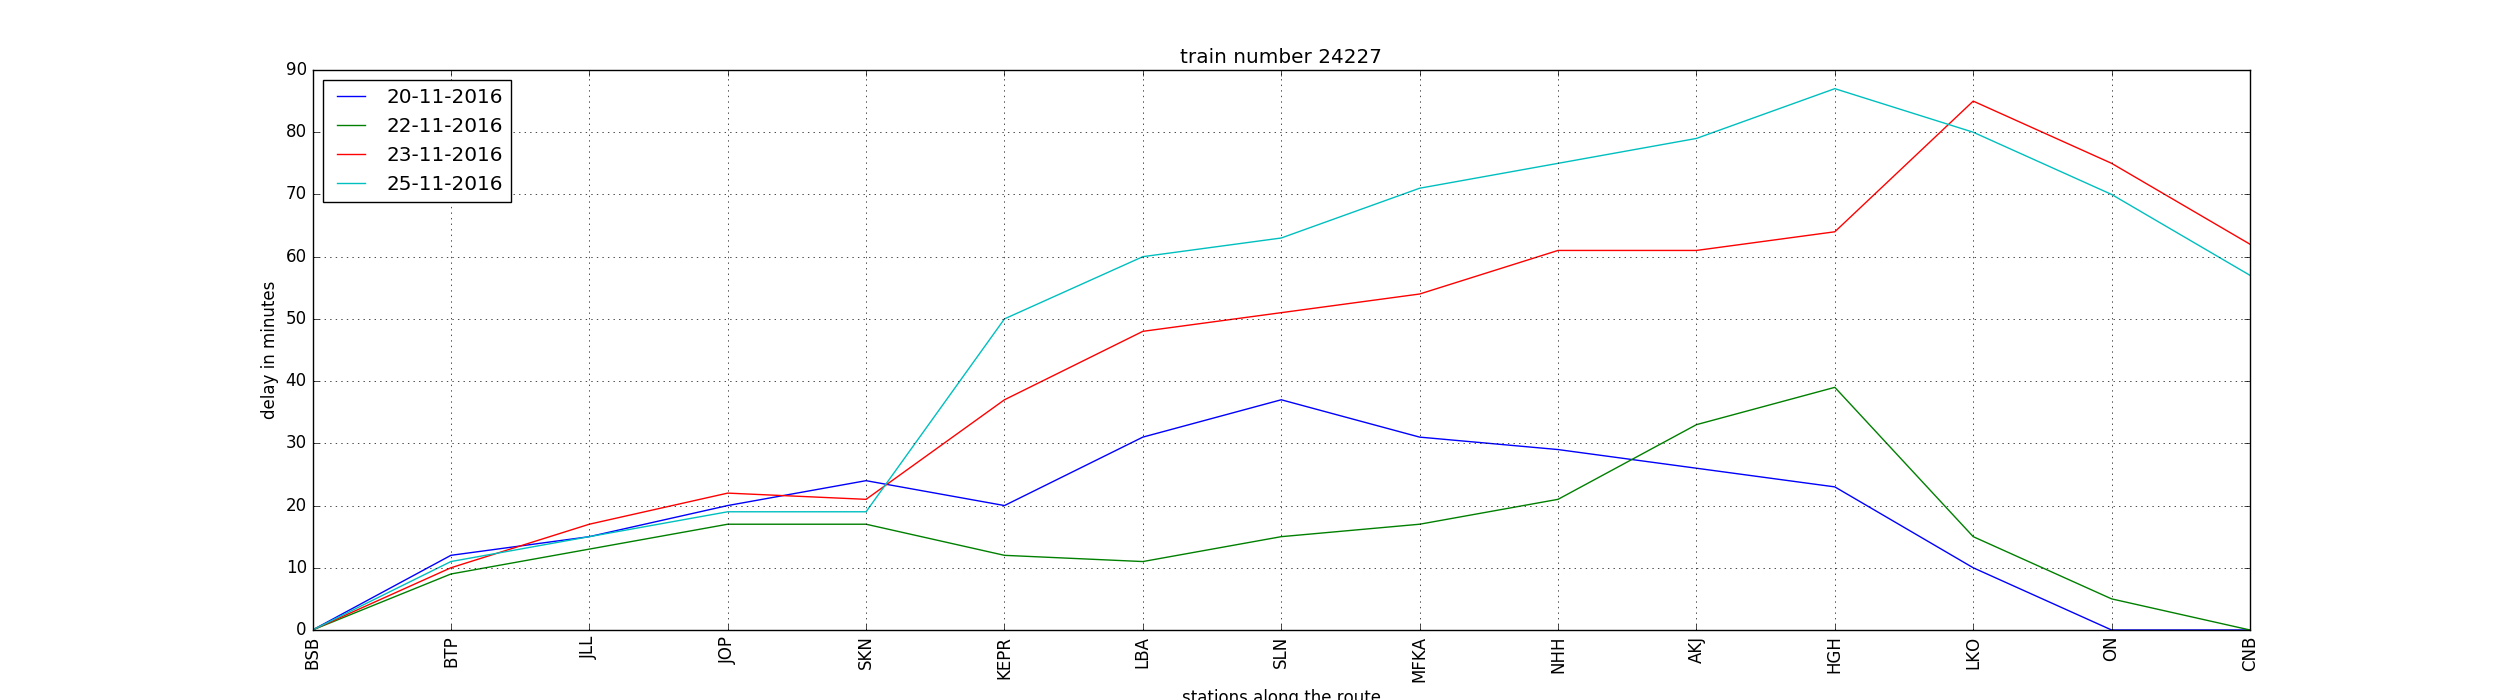 train number 24227
20-11-2016
22-11-2016
23-11-2016
25-11-2016
90
80
70
60
50
40
30
20
10
0
delay in minutes
BSB
BTP
JLL
JOP
SKN
KEPR
LBA
SLN
MFKA
NHH
AKJ
HGH
LKO
ON
CNB
stations along the route